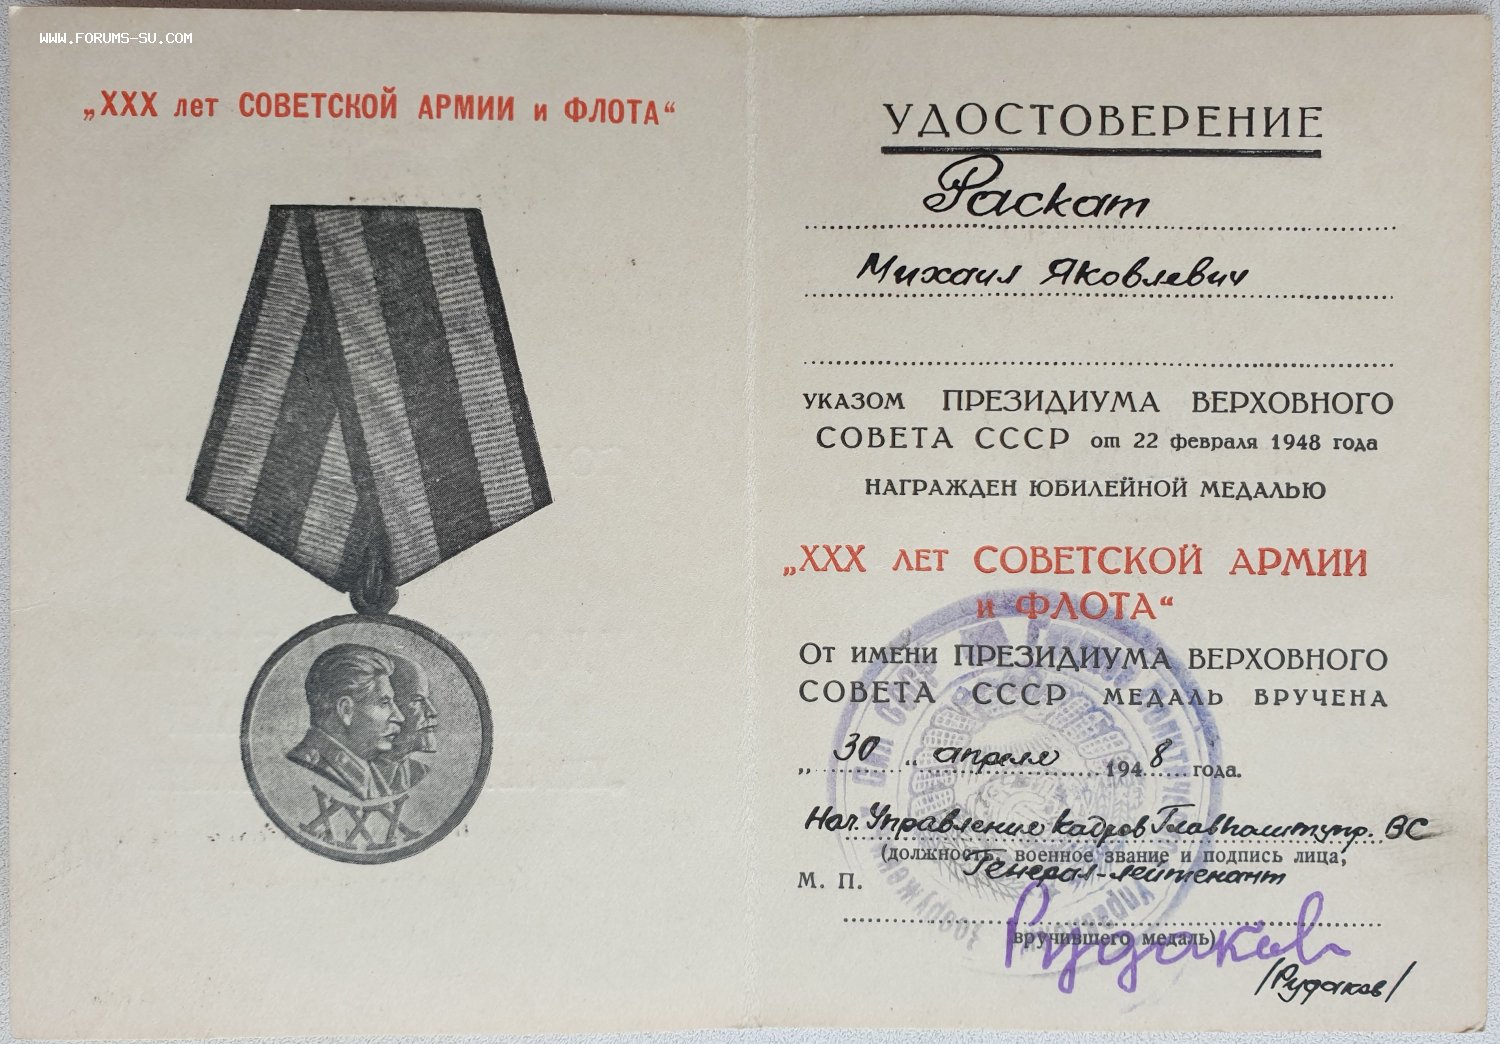 WWW.FORUMS-SU.COM
„XXX лет СОВЕТСКОЙ АРМИИ и ФЛОТА“
XXX
УДОСТОВЕРЕНИЕ
Раскат
Михаил Яковлевич
УКАЗОМ ПРЕЗИДИУМА ВЕРХОВНОГО
СОВЕТА СССР от 22 февраля 1948 года
НАГРАЖДЕН ЮБИЛЕЙНОЙ МЕДАЛЬЮ
„XXX ЛЕТ СОВЕТСКОЙ АРМИИ
и ФЛОТА“
ОТ ИМЕНИ ПРЕЗИДИУМА ВЕРХОВНОГО
СОВЕТА СССР МЕДАЛЬ ВРУЧЕНА
„ 30 “ апреля 1948 года.
Нач. Управления кадров Главполитупр. ВС
(должность, военное звание и подпись лица,
Генерал-лейтенант
М. П.
вручившего медаль)
Рудаков
/Рудаков/